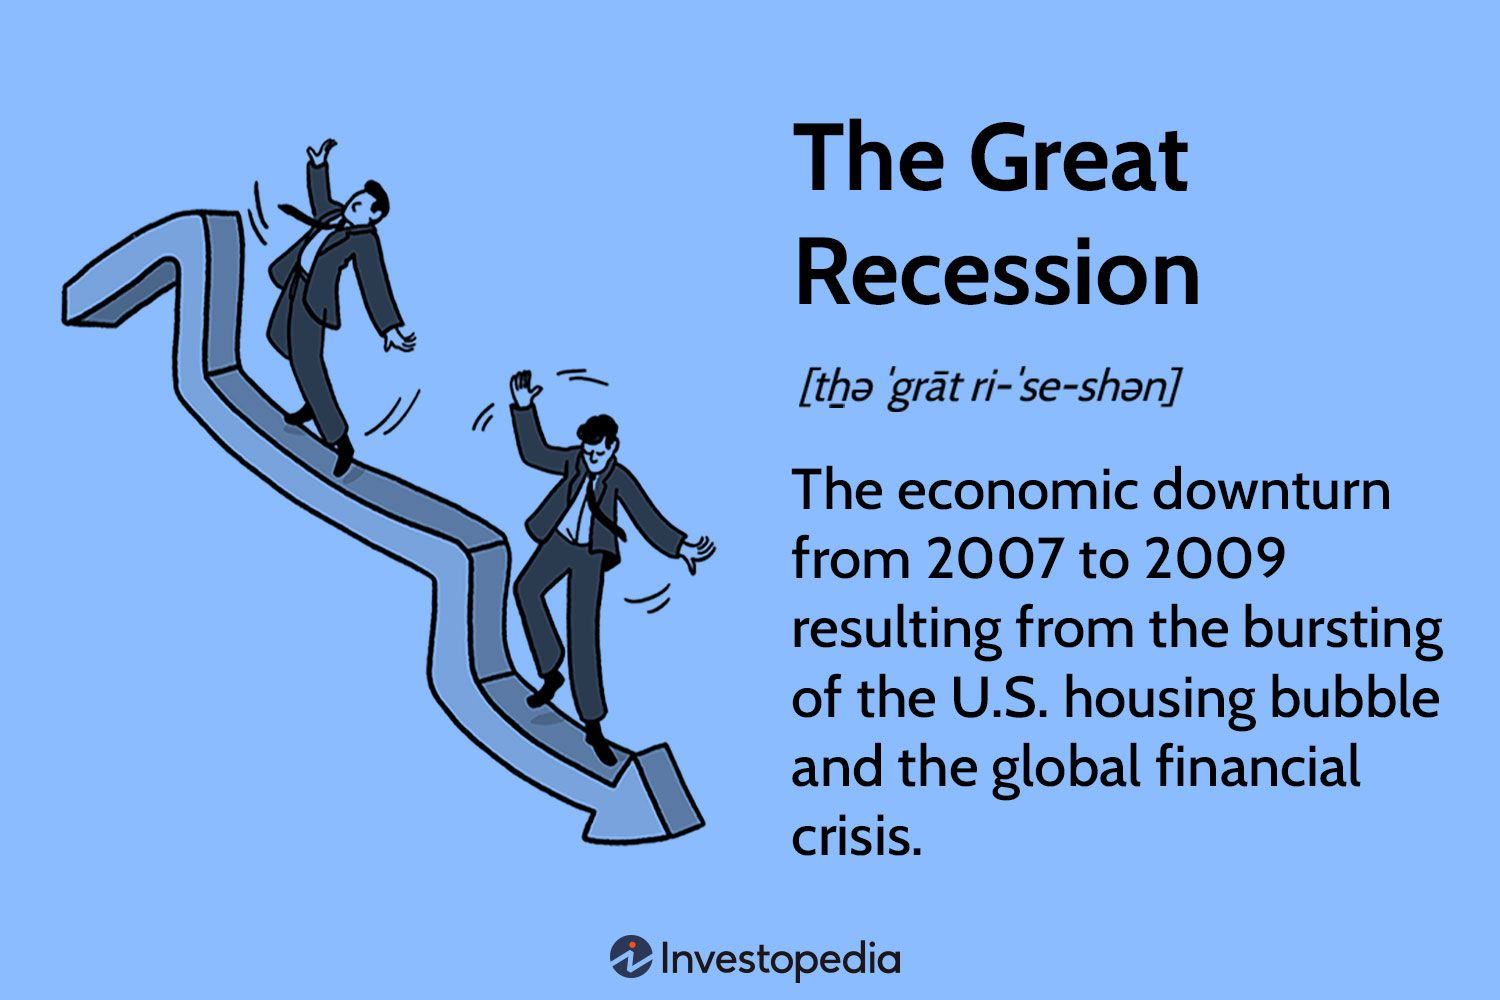 The Great
Recession
[t͟hə ˈgrāt ri-ˈse-shən]
The economic downturn
from 2007 to 2009
resulting from the bursting
of the U.S. housing bubble
and the global financial
crisis.
Investopedia